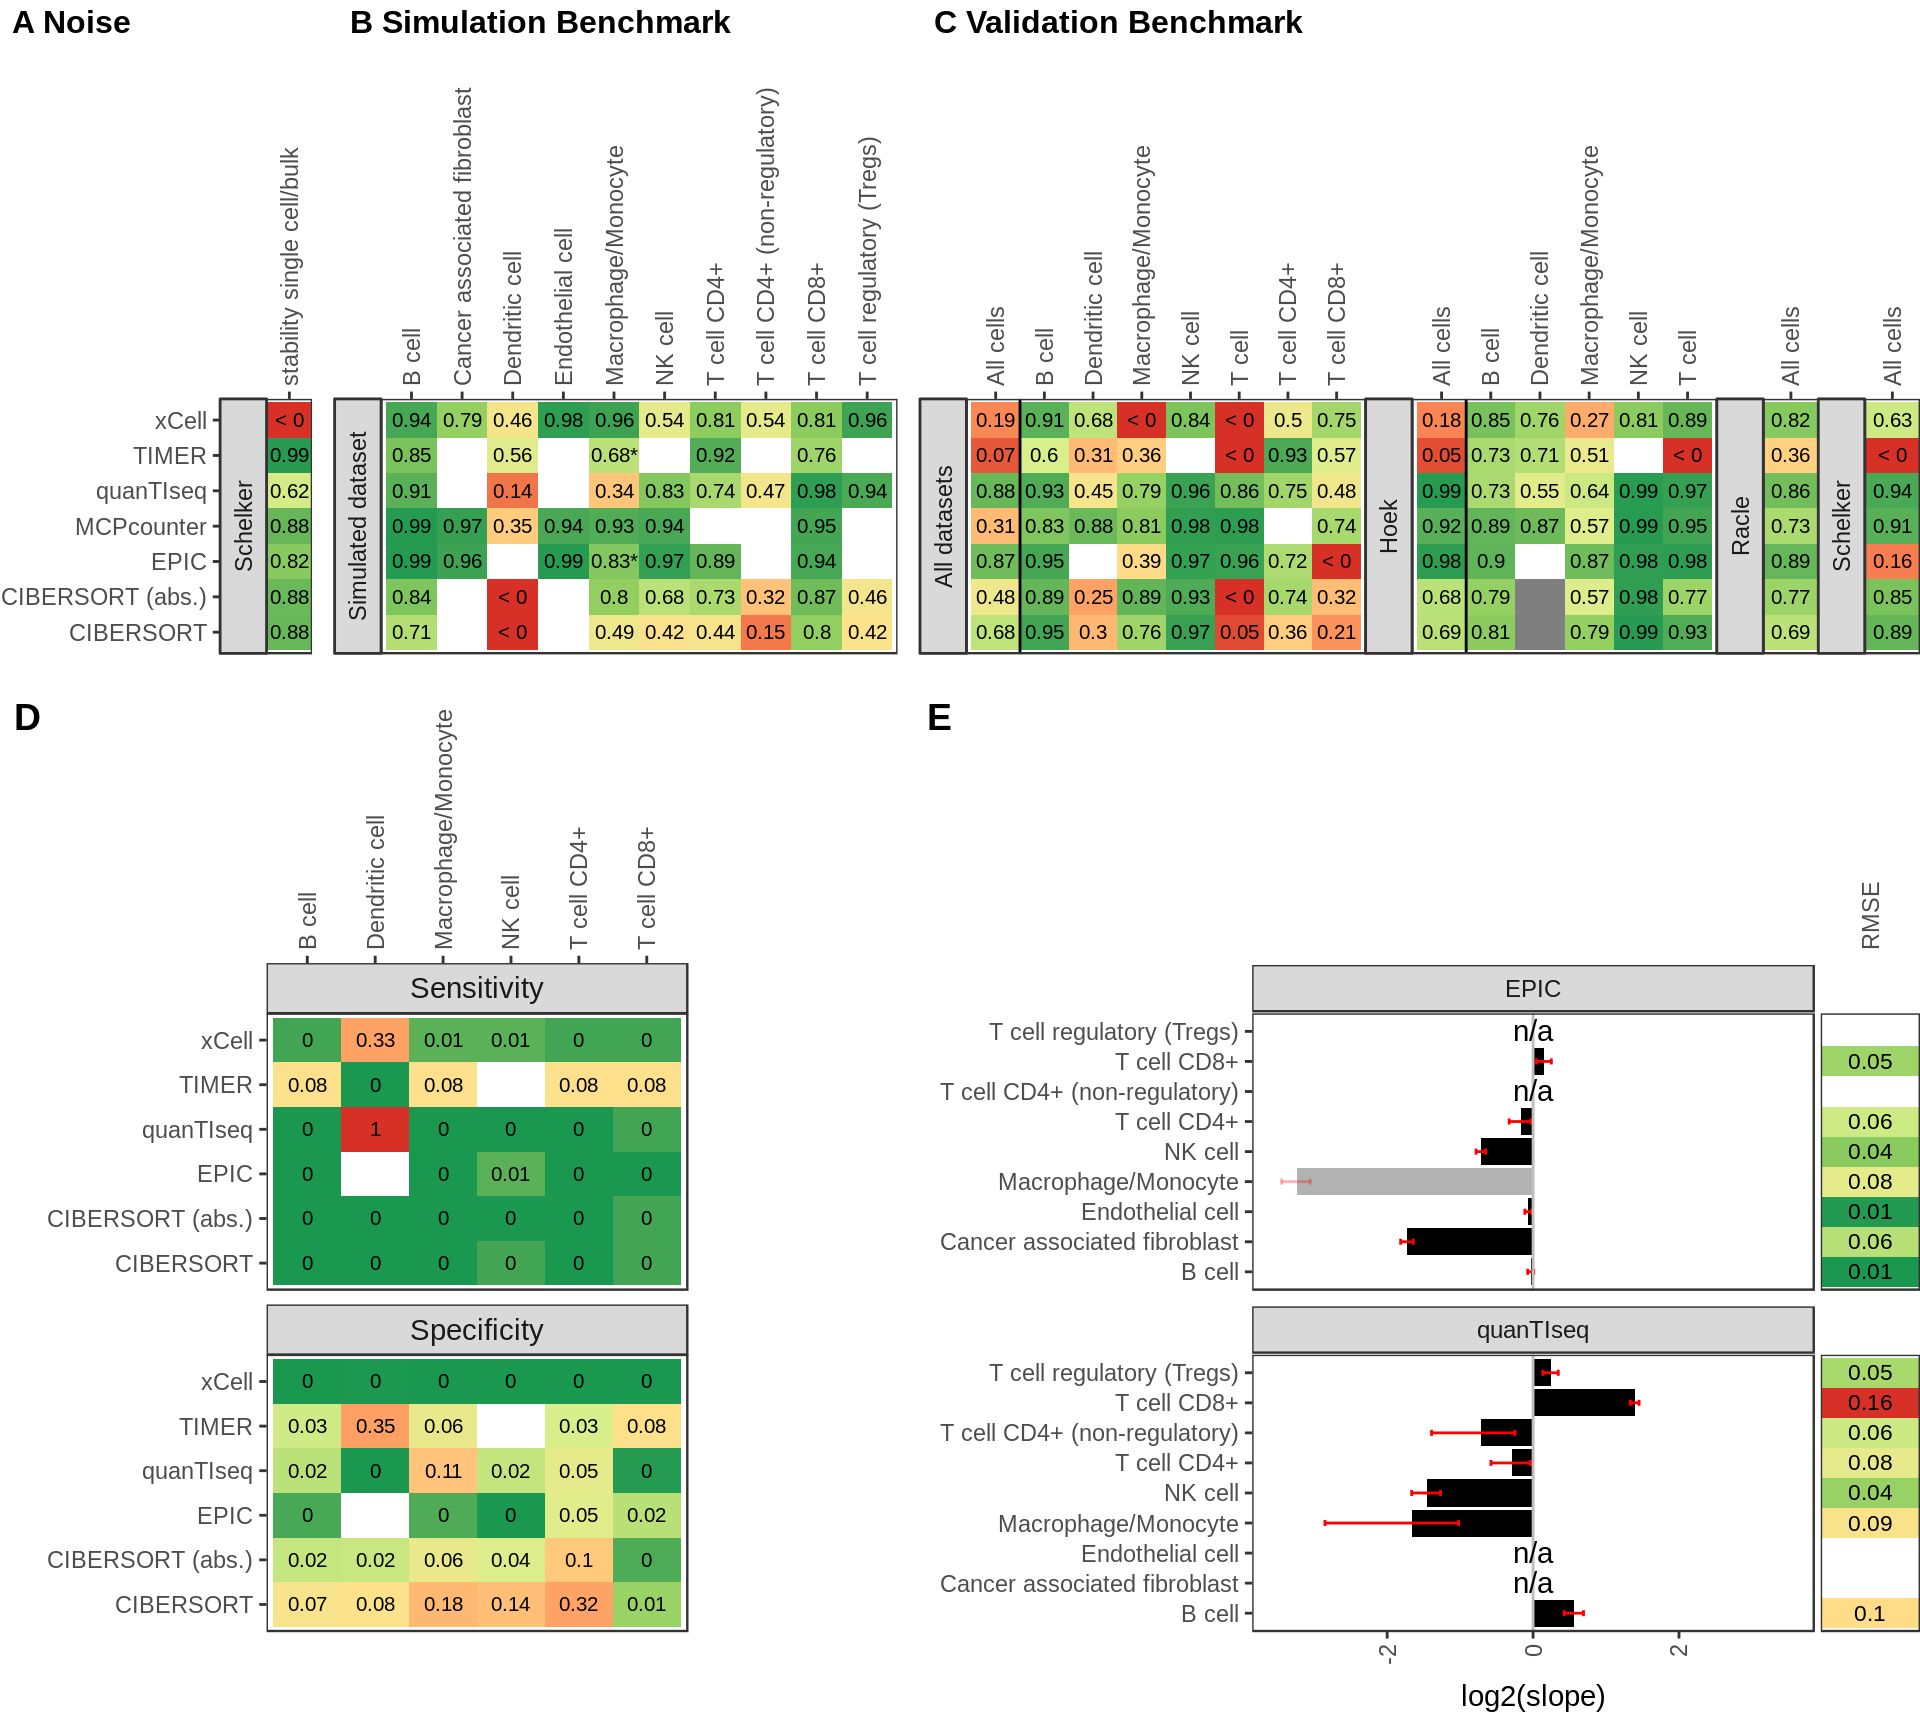 A Noise
B Simulation Benchmark
C Validation Benchmark
stability single cell/bulk
B cell
Cancer associated fibroblast
Dendritic cell
Endothelial cell
Macrophage/Monocyte
NK cell
T cell CD4+
T cell CD4+ (non-regulatory)
T cell CD8+
T cell regulatory (Tregs)
All cells
B cell
Dendritic cell
Macrophage/Monocyte
NK cell
T cell
T cell CD4+
T cell CD8+
All cells
B cell
Dendritic cell
Macrophage/Monocyte
NK cell
T cell
All cells
All cells
Schelker
Simulated dataset
All datasets
Hoek
Racle
Schelker
xCell < 0 0.94 0.79 0.46 0.98 0.96 0.54 0.81 0.54 0.81 0.96 0.19 0.91 0.68 < 0 0.84 < 0 0.5 0.75 0.18 0.85 0.76 0.27 0.81 0.89 0.82 0.63
TIMER 0.99 0.85 0.56 0.68* 0.92 0.76 0.07 0.6 0.31 0.36 < 0 0.93 0.57 0.05 0.73 0.71 0.51 < 0 0.36 < 0
quanTIseq 0.62 0.91 0.14 0.34 0.83 0.74 0.47 0.98 0.94 0.88 0.93 0.45 0.79 0.96 0.86 0.75 0.48 0.99 0.73 0.55 0.64 0.99 0.97 0.86 0.94
MCPcounter 0.88 0.99 0.97 0.35 0.94 0.93 0.94 0.95 0.31 0.83 0.88 0.81 0.98 0.98 0.74 0.92 0.89 0.87 0.57 0.99 0.95 0.73 0.91
EPIC 0.82 0.99 0.96 0.99 0.83* 0.97 0.89 0.94 0.87 0.95 0.39 0.97 0.96 0.72 < 0 0.98 0.9 0.87 0.98 0.98 0.89 0.16
CIBERSORT (abs.) 0.88 0.84 < 0 0.8 0.68 0.73 0.32 0.87 0.46 0.48 0.89 0.25 0.89 0.93 < 0 0.74 0.32 0.68 0.79 0.57 0.98 0.77 0.77 0.85
CIBERSORT 0.88 0.71 < 0 0.49 0.42 0.44 0.15 0.8 0.42 0.68 0.95 0.3 0.76 0.97 0.05 0.36 0.21 0.69 0.81 0.79 0.99 0.93 0.69 0.89
D
B cell
Dendritic cell
Macrophage/Monocyte
NK cell
T cell CD4+
T cell CD8+
Sensitivity
xCell 0 0.33 0.01 0.01 0 0
TIMER 0.08 0 0.08 0.08 0.08
quanTIseq 0 1 0 0 0 0
EPIC 0 0 0.01 0 0
CIBERSORT (abs.) 0 0 0 0 0 0
CIBERSORT 0 0 0 0 0 0
Specificity
xCell 0 0 0 0 0 0
TIMER 0.03 0.35 0.06 0.03 0.08
quanTIseq 0.02 0 0.11 0.02 0.05 0
EPIC 0 0 0 0.05 0.02
CIBERSORT (abs.) 0.02 0.02 0.06 0.04 0.1 0
CIBERSORT 0.07 0.08 0.18 0.14 0.32 0.01
E
RMSE
EPIC
T cell regulatory (Tregs) n/a
T cell CD8+ 0.05
T cell CD4+ (non-regulatory) n/a
T cell CD4+ 0.06
NK cell 0.04
Macrophage/Monocyte 0.08
Endothelial cell 0.01
Cancer associated fibroblast 0.06
B cell 0.01
quanTIseq
T cell regulatory (Tregs) 0.05
T cell CD8+ 0.16
T cell CD4+ (non-regulatory) 0.06
T cell CD4+ 0.08
NK cell 0.04
Macrophage/Monocyte 0.09
Endothelial cell n/a
Cancer associated fibroblast n/a
B cell 0.1
-2 0 2
log2(slope)